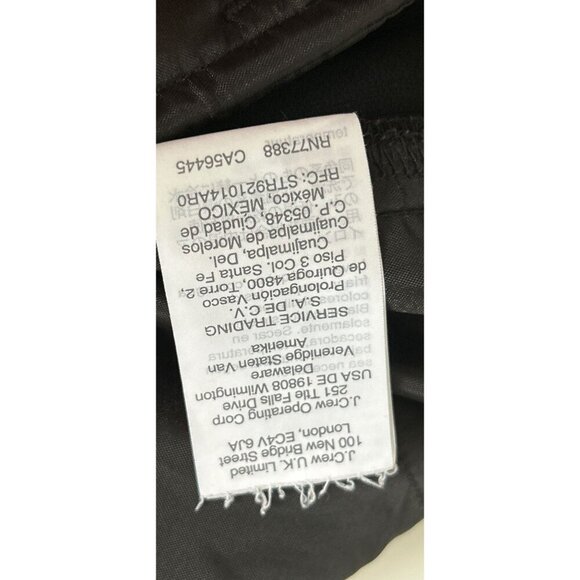 J.Crew U.K. Limited
100 New Bridge Street
London, EC4V 6JA
J.Crew Operating Corp
251 Ttle Falls Drive
USA DE 19808 Wilmington
Delaware
Verenidge Staten Van
Amerika
SERVICE TRADING
S.A. DE C.V.
Prolongación Vasco
de Quiroga 4800, Torre 2,
Piso 3 Col. Santa Fe
Cuajimalpa, Del.
Cuajimalpa de Morelos
C.P. 05348 Ciudad de
México, MEXICO
RFC: STR921014AR0
RN77388 CA56445